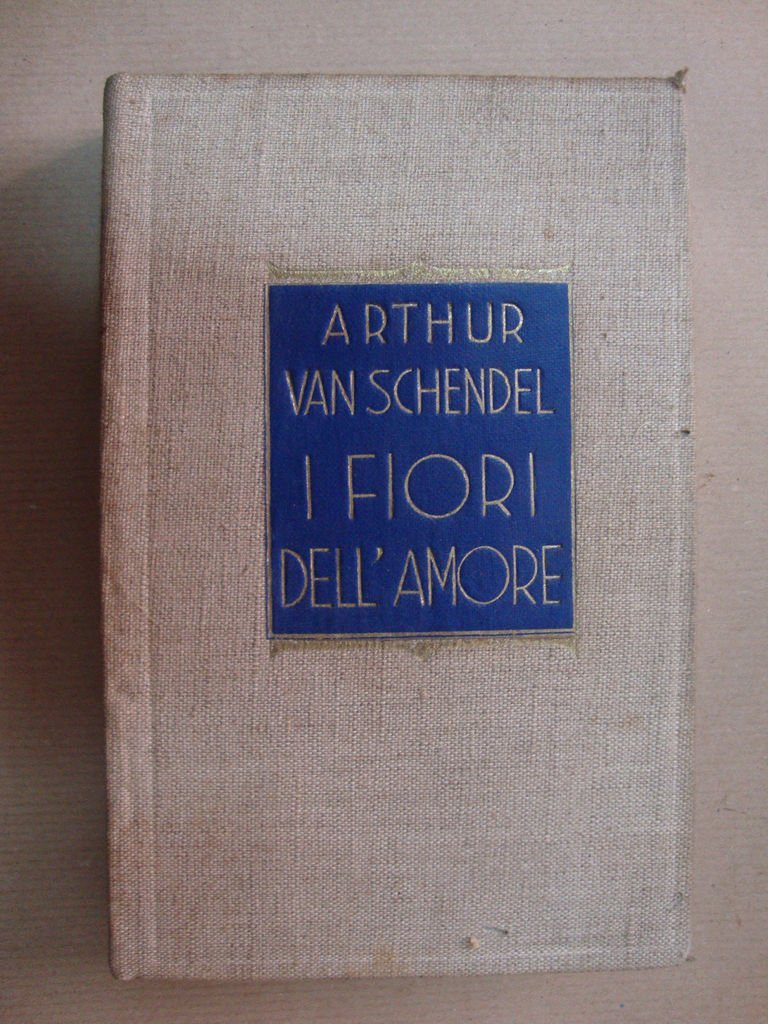 ARTHUR
VAN SCHENDEL
I FIORI
DELL'AMORE